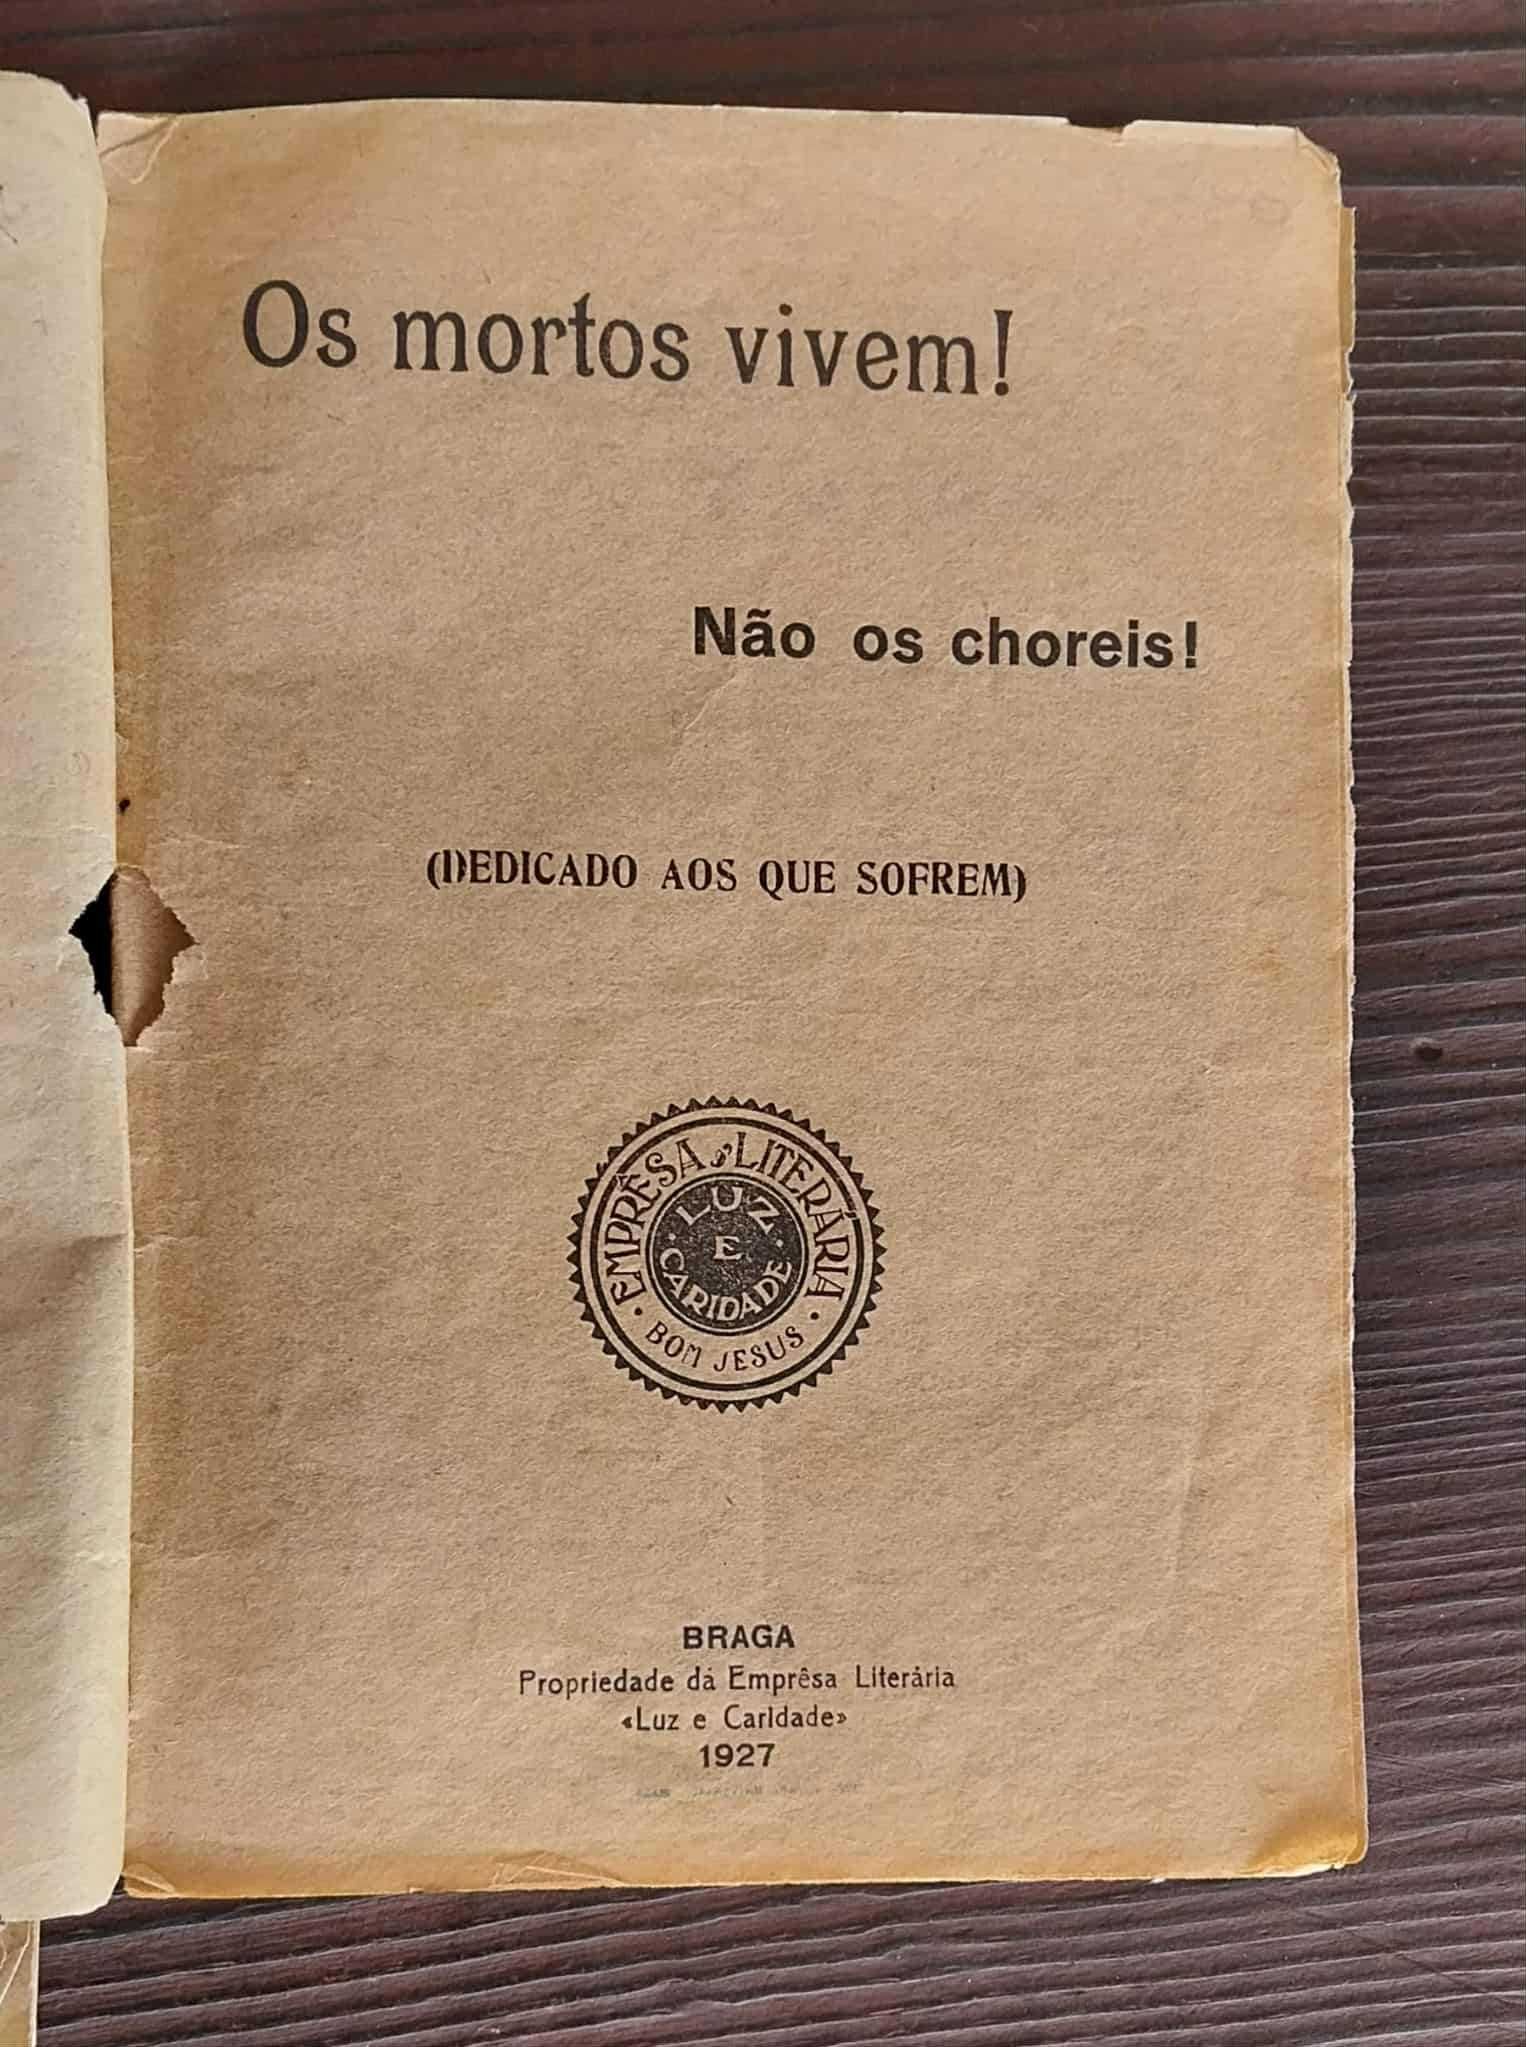 Os mortos vivem!
Não os choreis!
(DEDICADO AOS QUE SOFREM)
EMPRÊSA LITERÁRIA
LUZ
E
CARIDADE
BOM JESUS
BRAGA
Propriedade dá Emprêsa Literária
«Luz e Caridade»
1927